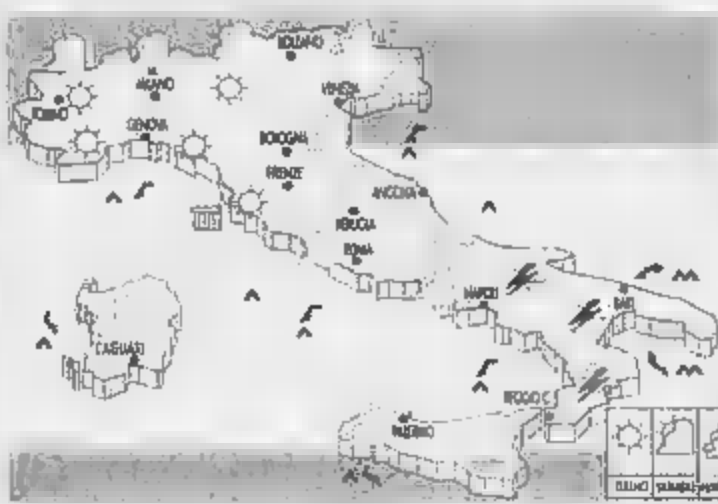 BOLZANO
MILANO
VENEZIA
TORINO
GENOVA
BOLOGNA
FIRENZE
ANCONA
PERUGIA
ROMA
NAPOLI
BARI
CAGLIARI
REGGIO C.
PALERMO